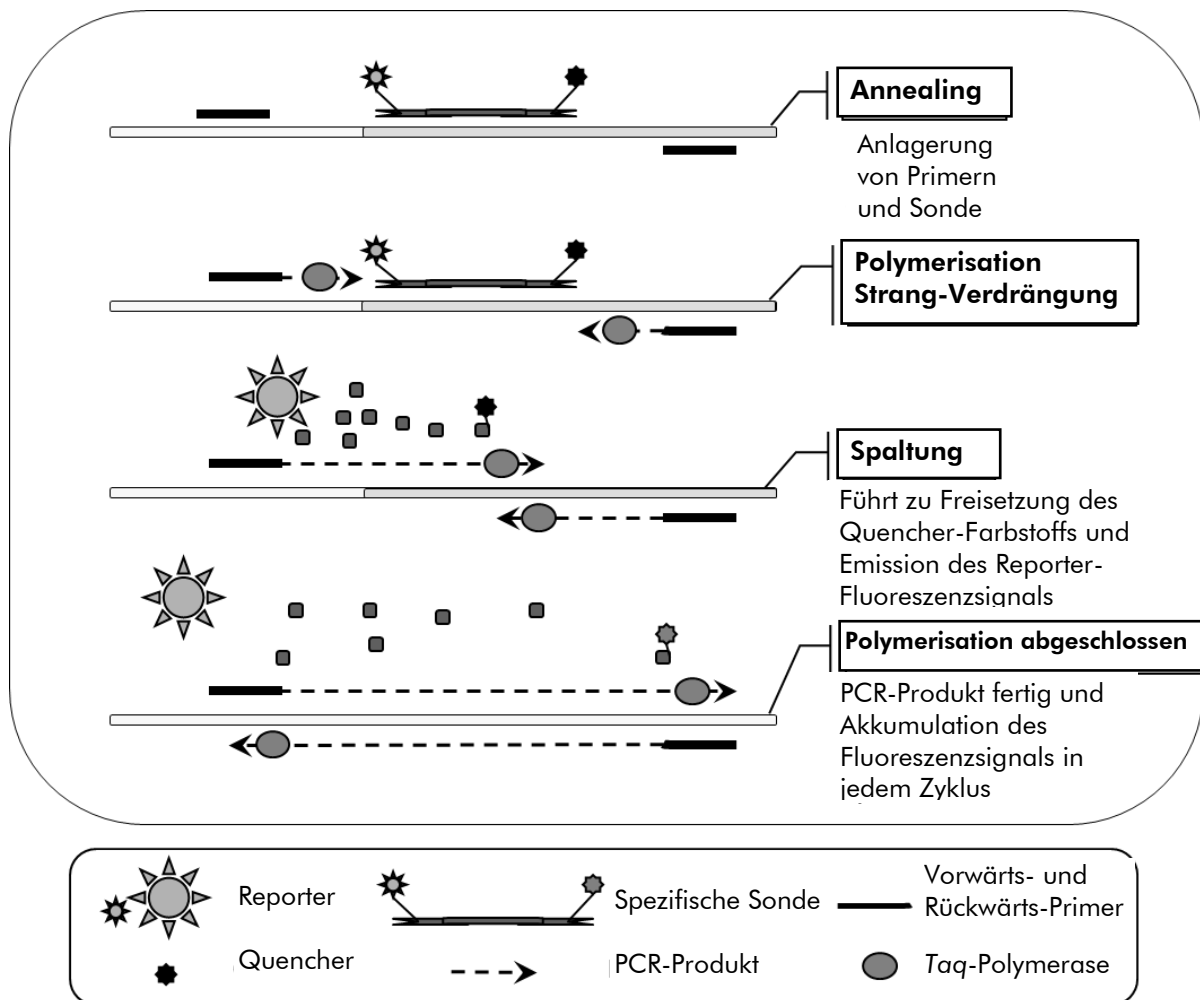 Annealing
Anlagerung
von Primern
und Sonde
Polymerisation
Strang-Verdrängung
Spaltung
Führt zu Freisetzung des
Quencher-Farbstoffs und
Emission des Reporter-
Fluoreszenzsignals
Polymerisation abgeschlossen
PCR-Produkt fertig und
Akkumulation des
Fluoreszenzsignals in
jedem Zyklus
Reporter
Spezifische Sonde
Vorwärts- und
Rückwärts-Primer
Quencher
PCR-Produkt
Taq-Polymerase